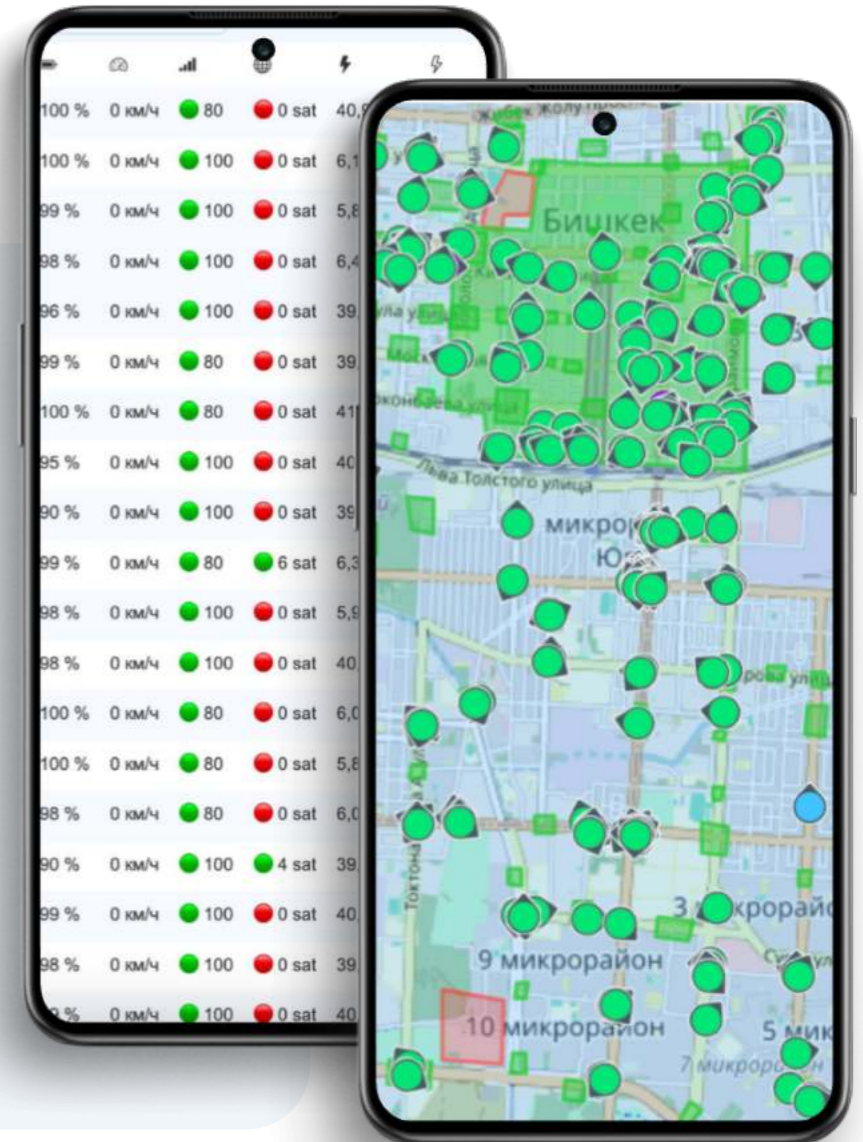 100 % 0 км/ч 80 0 sat
100 % 0 км/ч 100 0 sat 6,1
99 % 0 км/ч 100 0 sat 5,8
98 % 0 км/ч 100 0 sat 6,4
96 % 0 км/ч 100 0 sat 39,
99 % 0 км/ч 80 0 sat 39,
100 % 0 км/ч 80 0 sat 41
95 % 0 км/ч 100 0 sat 40
90 % 0 км/ч 100 0 sat 39
99 % 0 км/ч 80 6 sat 6,3
98 % 0 км/ч 100 0 sat 5,9
98 % 0 км/ч 100 0 sat 40,
100 % 0 км/ч 80 0 sat 6,0
100 % 0 км/ч 80 0 sat 5,8
98 % 0 км/ч 80 0 sat 6,0
90 % 0 км/ч 100 4 sat 39,
99 % 0 км/ч 100 0 sat 40,
98 % 0 км/ч 100 0 sat 39
0 км/ч 100 0 sat 40
Жибек Жолу
Бишкек
Льва Толстого улица
микрор
Ю
Токтона
9 микрорайон
10 микрорайон
5 мик